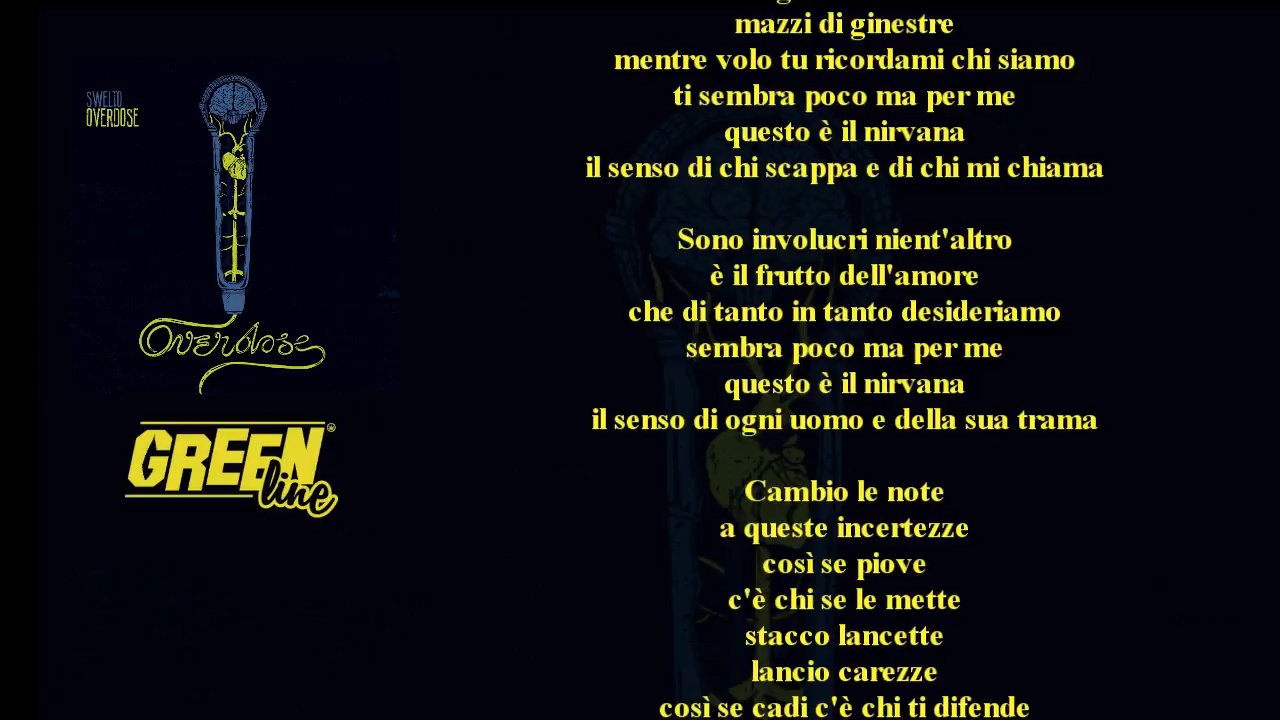 SWELTO
OVERDOSE
Overdose
GREEN
line
mazzi di ginestre
mentre volo tu ricordami chi siamo
ti sembra poco ma per me
questo è il nirvana
il senso di chi scappa e di chi mi chiama
Sono involucri nient'altro
è il frutto dell'amore
che di tanto in tanto desideriamo
sembra poco ma per me
questo è il nirvana
il senso di ogni uomo e della sua trama
Cambio le note
a queste incertezze
così se piove
c'è chi se le mette
stacco lancette
lancio carezze
così se cadi c'è chi ti difende